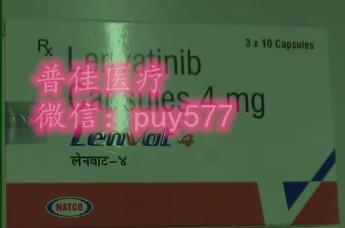 Rx Lenvatinib
3 x 10 Capsules
普佳医疗
Capsules 4 mg
微信：puy577
Lenvat 4
लेनवाट-४
NATCO